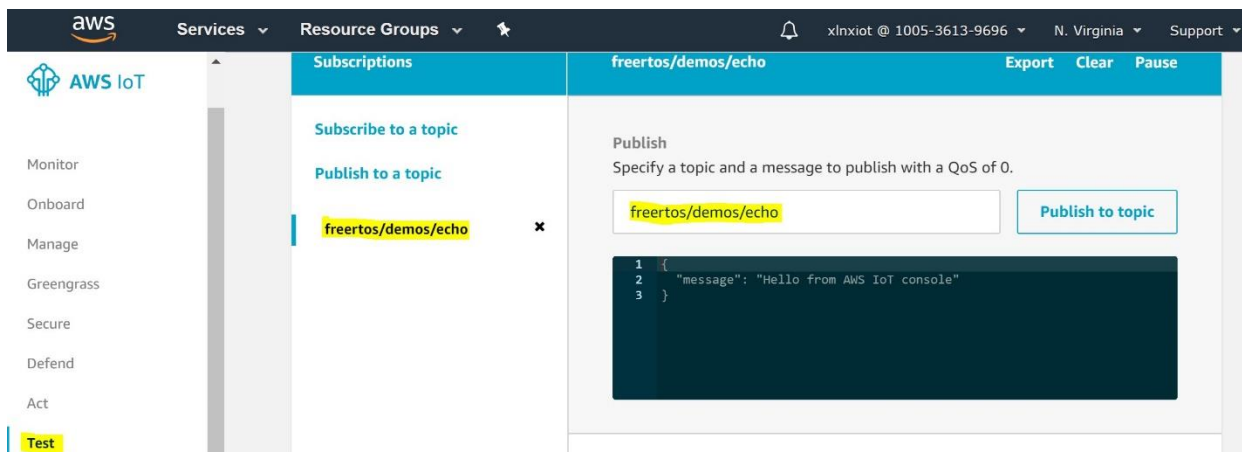 aws Services Resource Groups xlnxiot @ 1005-3613-9696 N. Virginia Support
AWS IoT
Monitor
Onboard
Manage
Greengrass
Secure
Defend
Act
Test
Subscriptions
Subscribe to a topic
Publish to a topic
freertos/demos/echo
freertos/demos/echo Export Clear Pause
Publish
Specify a topic and a message to publish with a QoS of 0.
freertos/demos/echo Publish to topic
1 {
2 "message": "Hello from AWS IoT console"
3 }